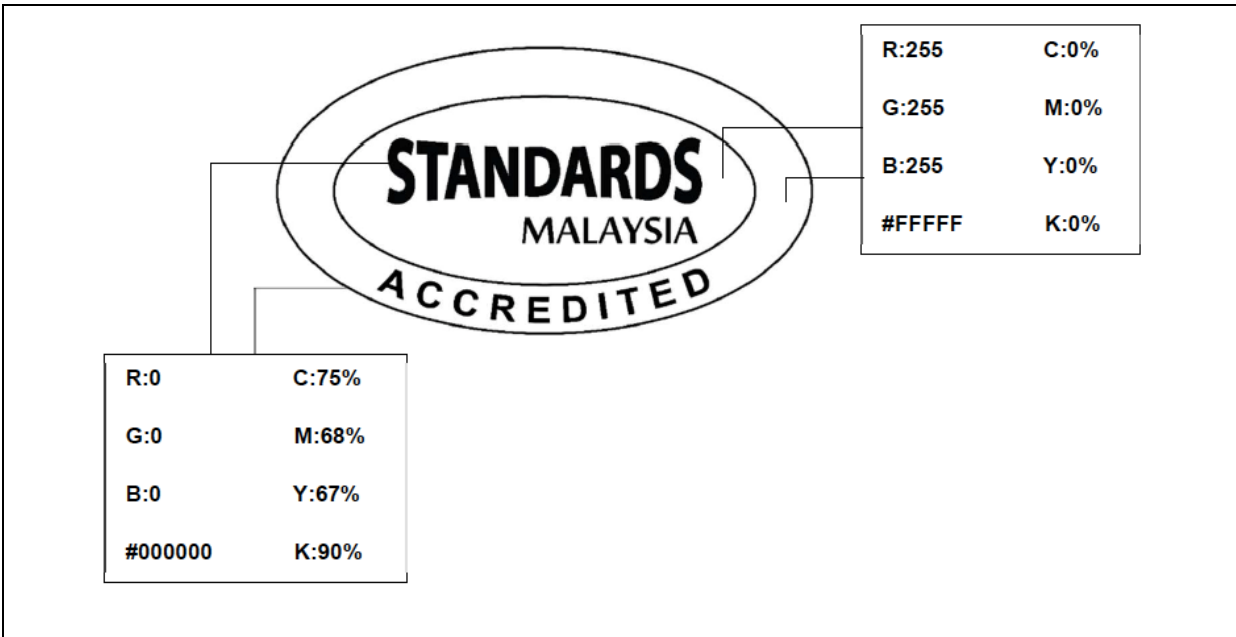 R:255 C:0%
G:255 M:0%
B:255 Y:0%
#FFFFF K:0%
STANDARDS
MALAYSIA
ACCREDITED
R:0 C:75%
G:0 M:68%
B:0 Y:67%
#000000 K:90%